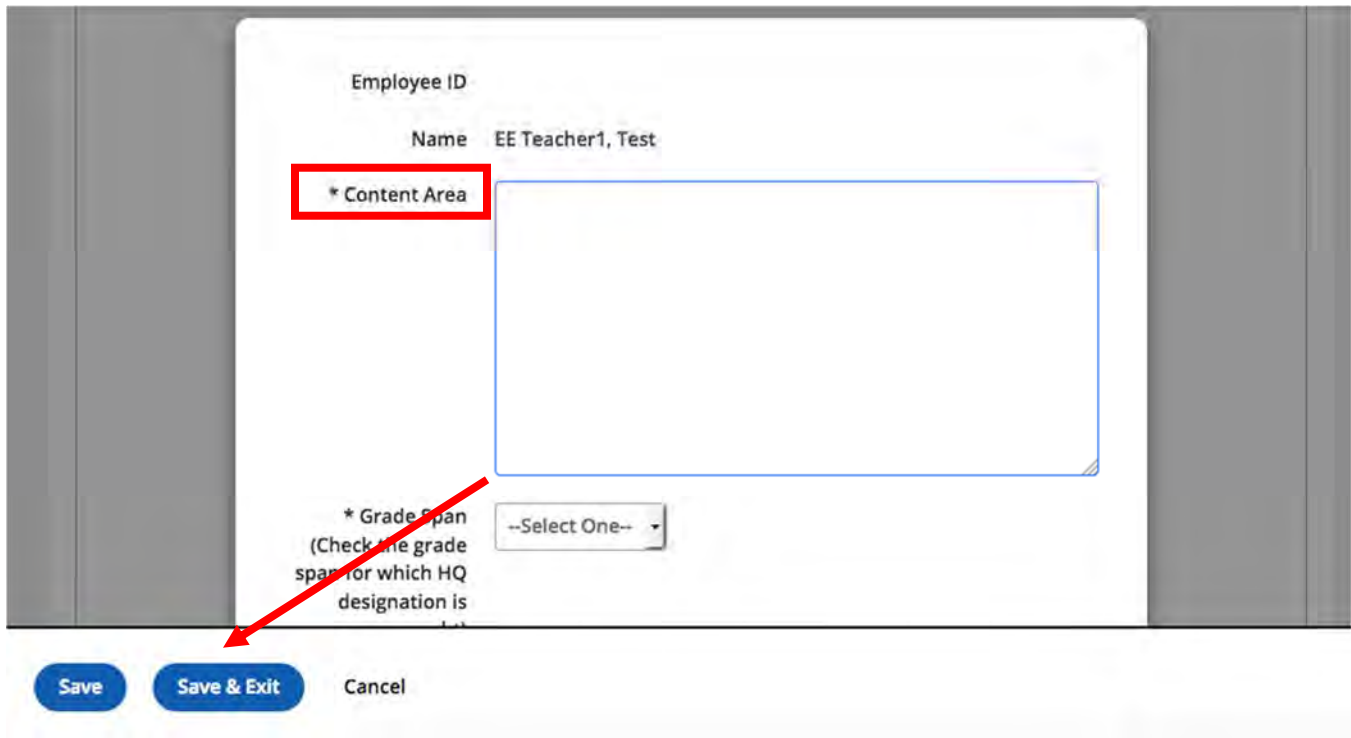 Employee ID
Name EE Teacher1, Test
* Content Area
* Grade Span --Select One--
(Check the grade
span for which HQ
designation is
Save Save & Exit Cancel